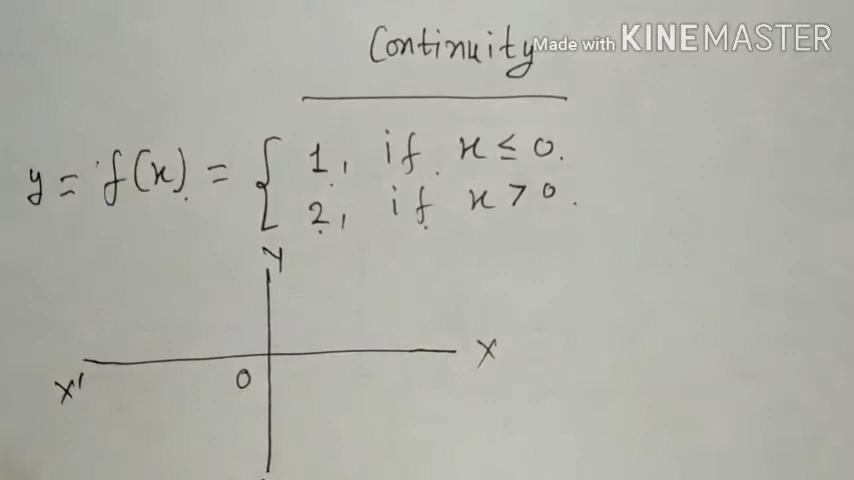 Continuity
Made with KINEMASTER
y = f(x) = { 1, if x ≤ 0.
2, if x > 0.
Y
X
X' 0